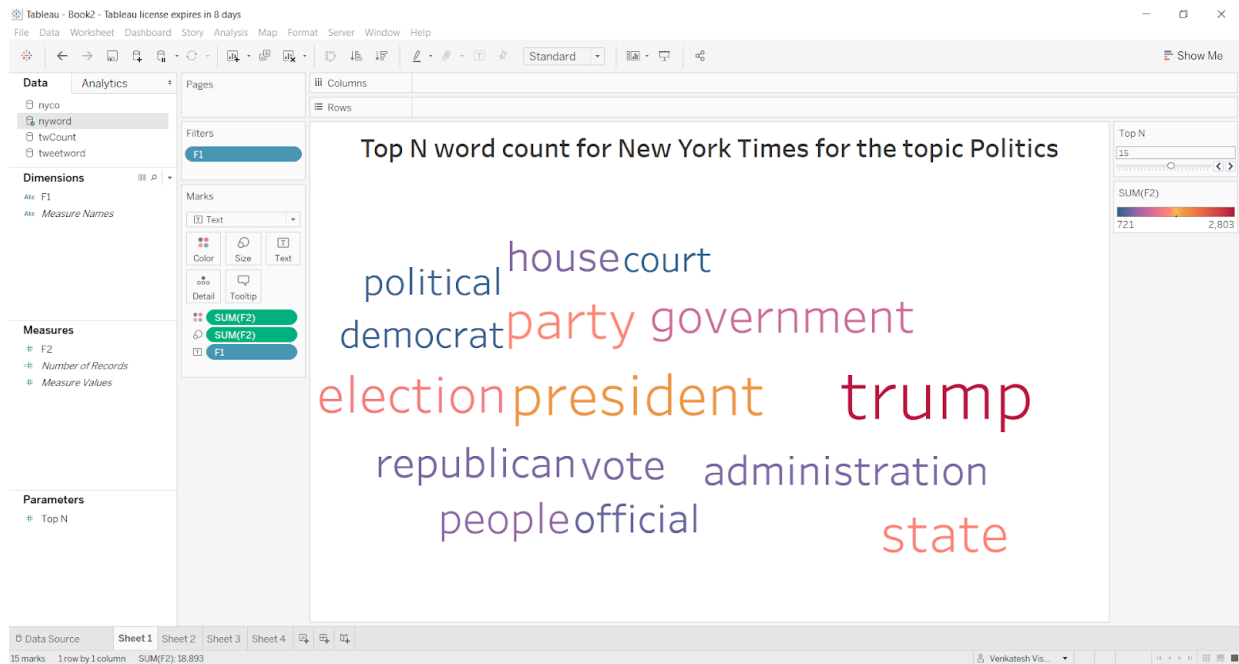 Tableau - Book2 - Tableau license expires in 8 days
File Data Worksheet Dashboard Story Analysis Map Format Server Window Help
Standard
Show Me
Data Analytics
nyco
nyword
twCount
tweetword
Dimensions
Abc F1
Abc Measure Names
Measures
# F2
=# Number of Records
# Measure Values
Parameters
# Top N
Pages
Filters
F1
Marks
Text
Color Size Text
Detail Tooltip
SUM(F2)
SUM(F2)
F1
Columns
Rows
Top N word count for New York Times for the topic Politics
house court
political
party government
democrat
election president trump
republican vote administration
people official
state
Top N
15
SUM(F2)
721 2,803
Data Source Sheet 1 Sheet 2 Sheet 3 Sheet 4
15 marks 1 row by 1 column SUM(F2): 18,893
Venkatesh Vis...